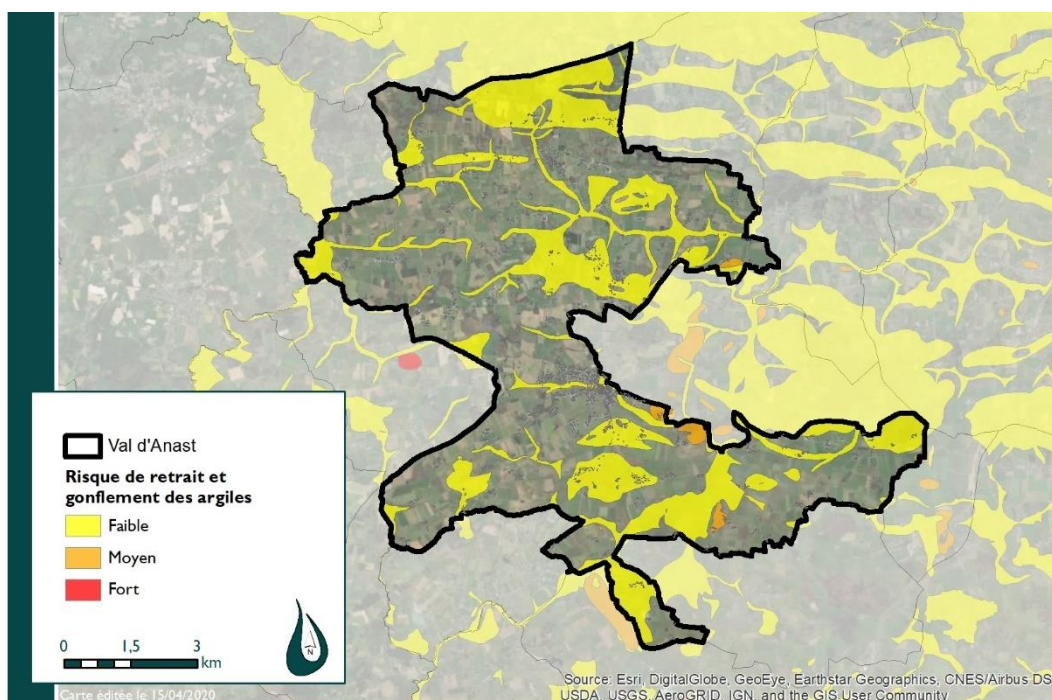 Val d'Anast
Risque de retrait et
gonflement des argiles
Faible
Moyen
Fort
0 1,5 3
km
N
Carte éditée le 15/04/2020
Source: Esri, DigitalGlobe, GeoEye, Earthstar Geographics, CNES/Airbus DS,
USDA, USGS, AeroGRID, IGN, and the GIS User Community